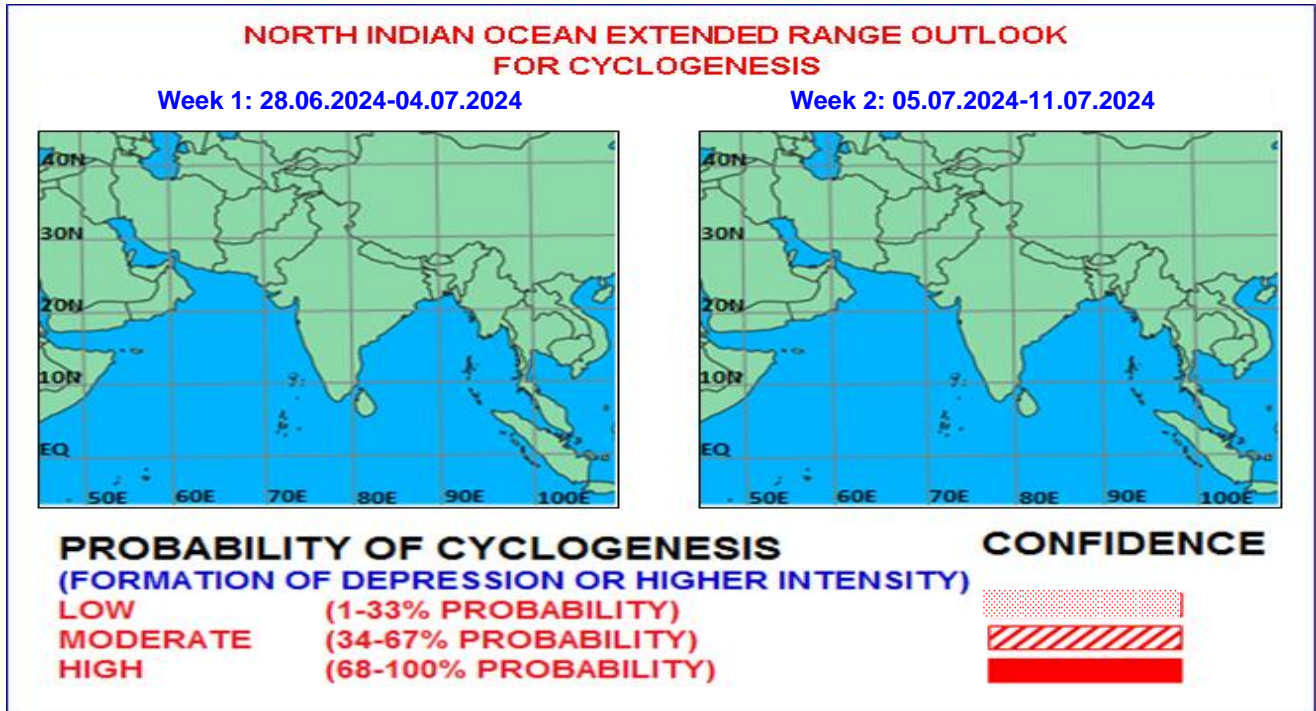 NORTH INDIAN OCEAN EXTENDED RANGE OUTLOOK
FOR CYCLOGENESIS
Week 1: 28.06.2024-04.07.2024
Week 2: 05.07.2024-11.07.2024
40N
30N
20N
10N
EQ
50E 60E 70E 80E 90E 100E
40N
30N
20N
10N
EQ
50E 60E 70E 80E 90E 100E
PROBABILITY OF CYCLOGENESIS CONFIDENCE
(FORMATION OF DEPRESSION OR HIGHER INTENSITY)
LOW (1-33% PROBABILITY)
MODERATE (34-67% PROBABILITY)
HIGH (68-100% PROBABILITY)